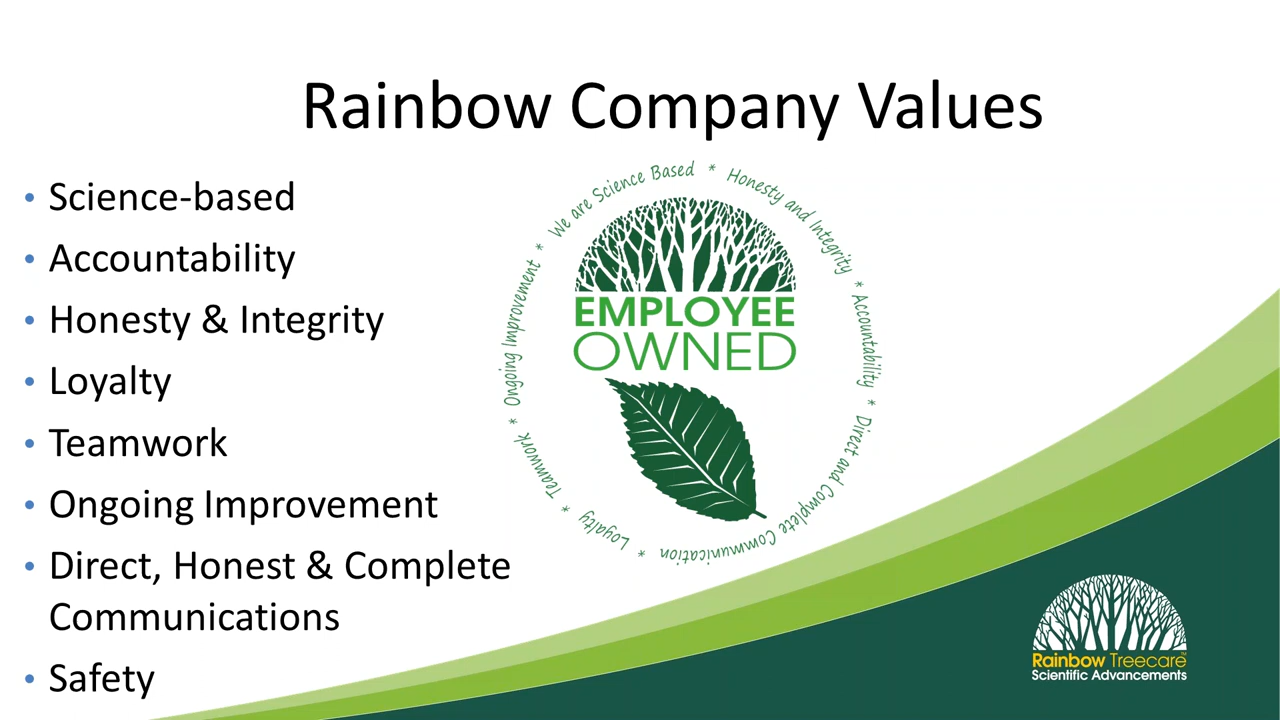 Rainbow Company Values
• Science-based
• Accountability
• Honesty & Integrity
• Loyalty
• Teamwork
• Ongoing Improvement
• Direct, Honest & Complete
Communications
• Safety
We are Science Based * Honesty and Integrity * Accountability * Direct and Complete Communication * Loyalty * Teamwork * Ongoing Improvement *
EMPLOYEE
OWNED
Rainbow Treecare™
Scientific Advancements